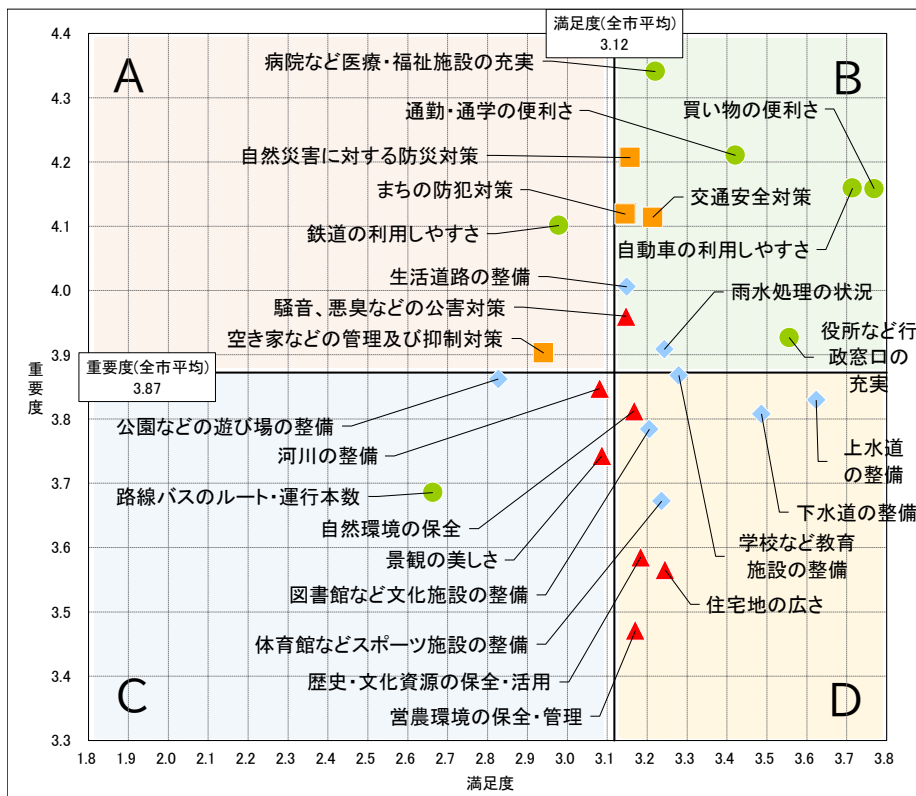 満足度(全市平均)
3.12
A
B
C
D
病院など医療・福祉施設の充実
通勤・通学の便利さ
買い物の便利さ
自然災害に対する防災対策
まちの防犯対策
交通安全対策
鉄道の利用しやすさ
自動車の利用しやすさ
生活道路の整備
雨水処理の状況
騒音、悪臭などの公害対策
空き家などの管理及び抑制対策
役所など行
政窓口の
充実
重要度(全市平均)
3.87
公園などの遊び場の整備
河川の整備
上水道
の整備
路線バスのルート・運行本数
下水道の整備
自然環境の保全
学校など教育
施設の整備
景観の美しさ
図書館など文化施設の整備
住宅地の広さ
体育館などスポーツ施設の整備
歴史・文化資源の保全・活用
営農環境の保全・管理
重要度
4.4
4.3
4.2
4.1
4.0
3.9
3.8
3.7
3.6
3.5
3.4
3.3
1.8 1.9 2.0 2.1 2.2 2.3 2.4 2.5 2.6 2.7 2.8 2.9 3.0 3.1 3.2 3.3 3.4 3.5 3.6 3.7 3.8
満足度